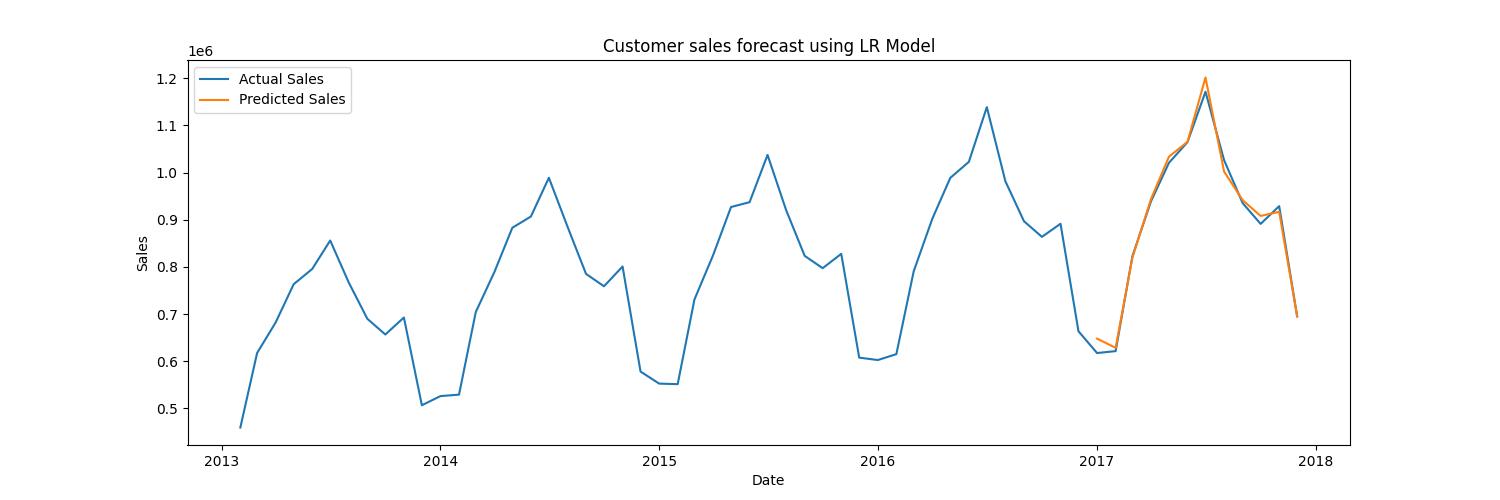 Customer sales forecast using LR Model
1e6
Actual Sales
Predicted Sales
1.2
1.1
1.0
0.9
0.8
0.7
0.6
0.5
Sales
2013 2014 2015 2016 2017 2018
Date